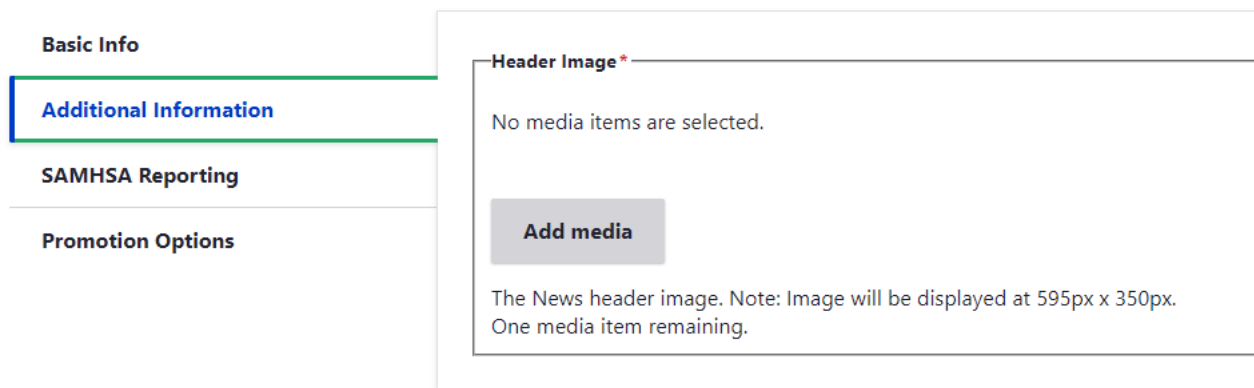 Basic Info
Additional Information
SAMHSA Reporting
Promotion Options
Header Image*
No media items are selected.
Add media
The News header image. Note: Image will be displayed at 595px x 350px.
One media item remaining.